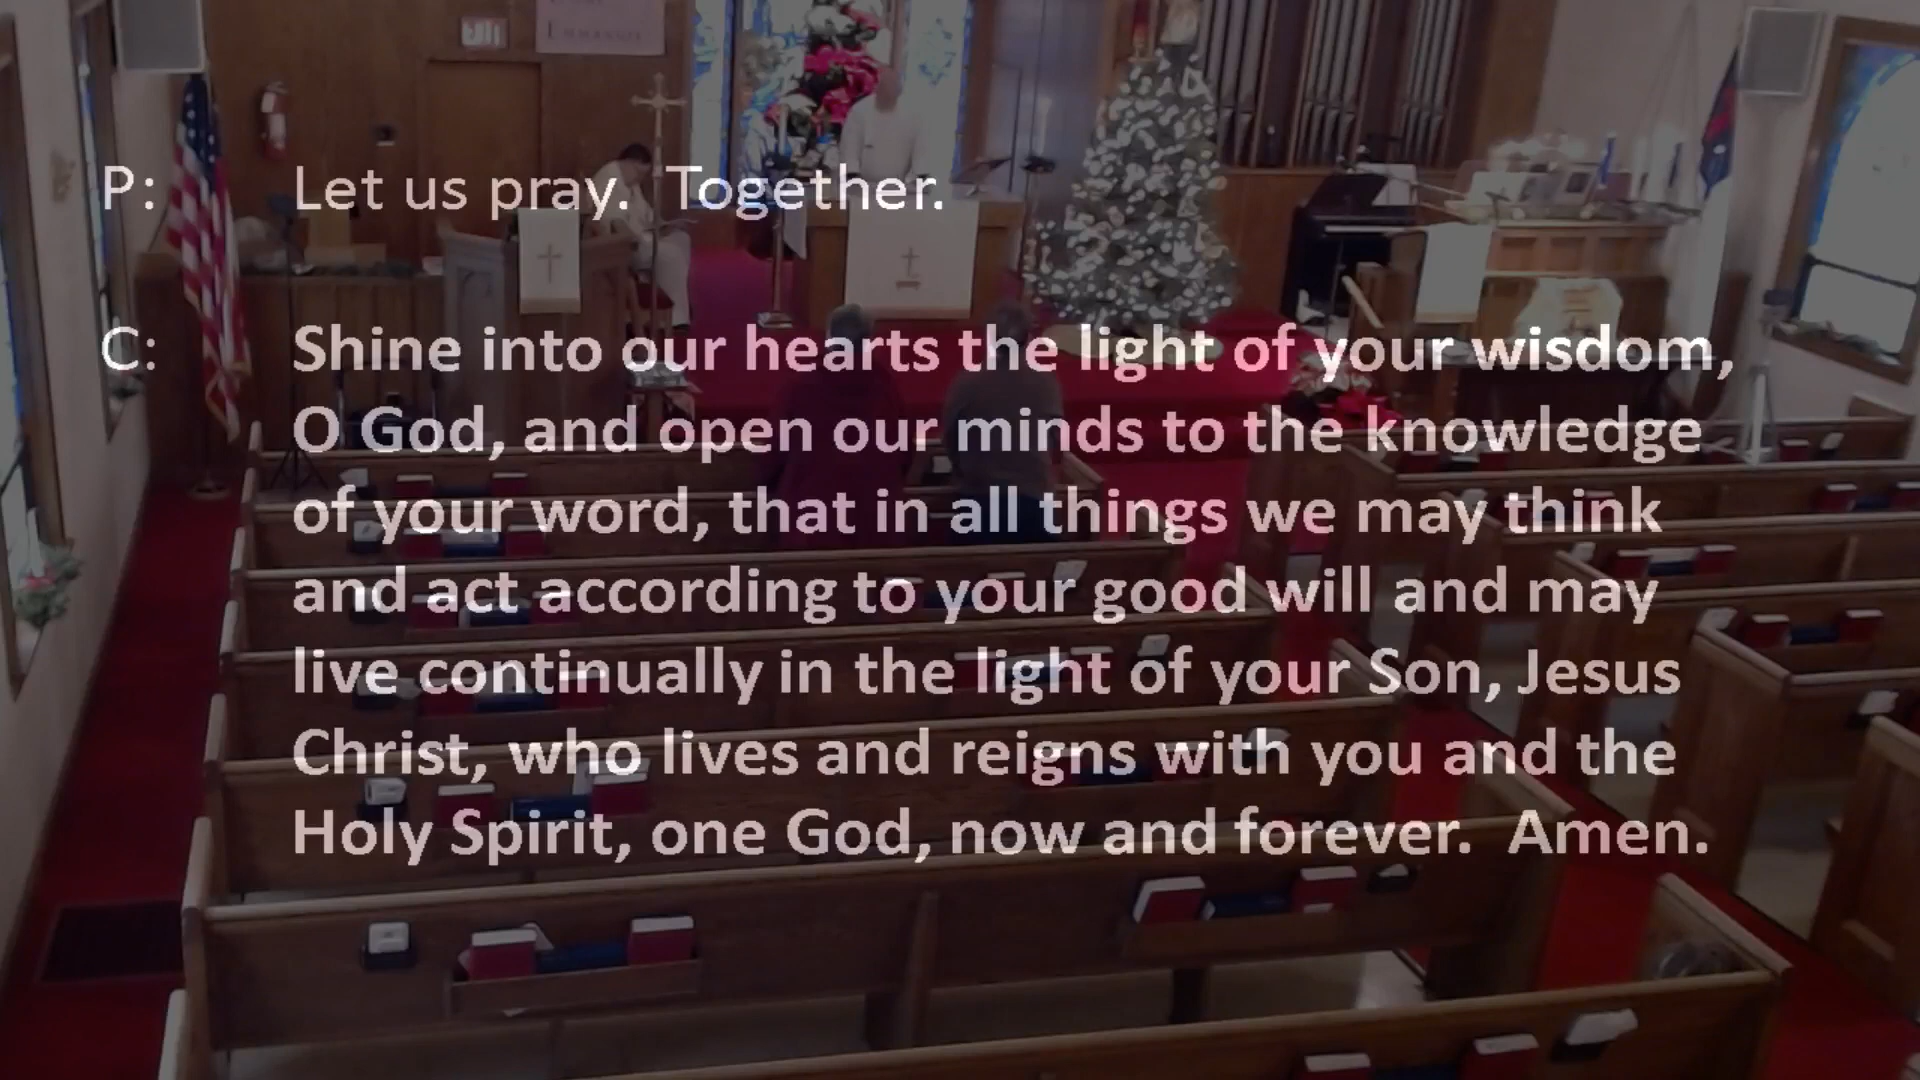 P: Let us pray. Together.
C: Shine into our hearts the light of your wisdom,
O God, and open our minds to the knowledge
of your word, that in all things we may think
and act according to your good will and may
live continually in the light of your Son, Jesus
Christ, who lives and reigns with you and the
Holy Spirit, one God, now and forever. Amen.